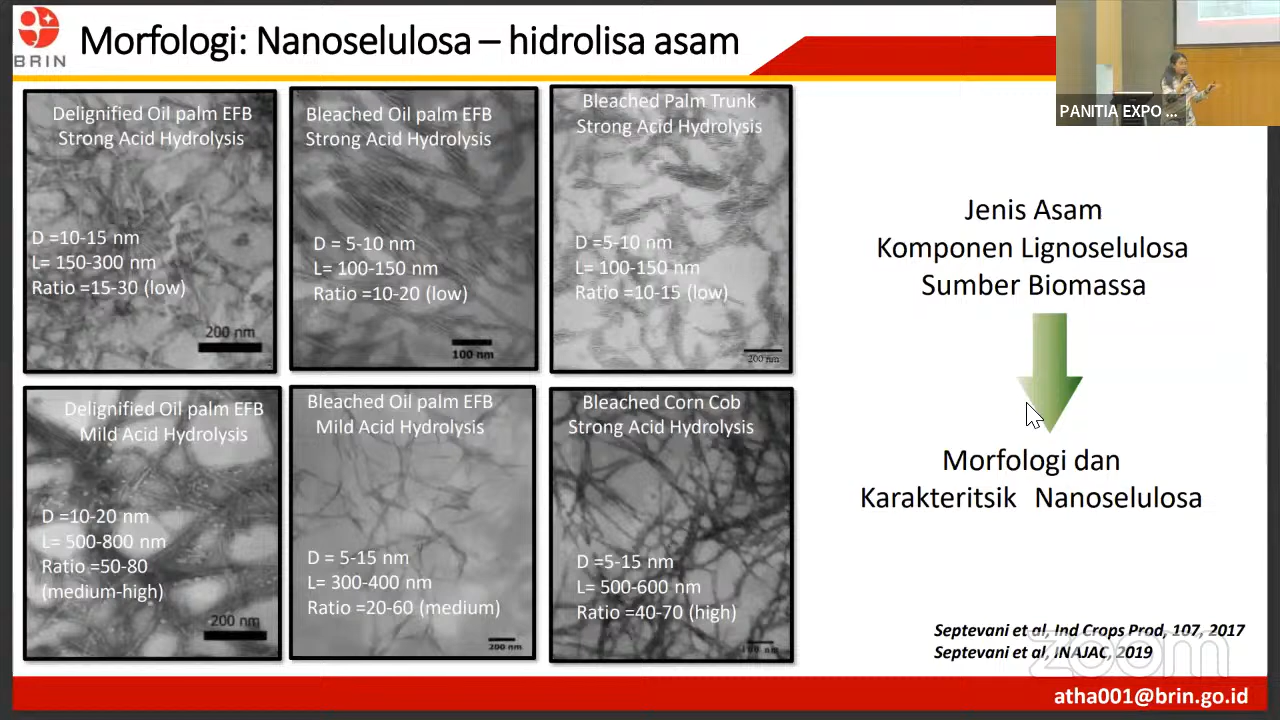 BRIN
Morfologi: Nanoselulosa – hidrolisa asam
PANITIA EXPO ...
Delignified Oil palm EFB
Strong Acid Hydrolysis
D =10-15 nm
L= 150-300 nm
Ratio =15-30 (low)
200 nm
Bleached Oil palm EFB
Strong Acid Hydrolysis
D = 5-10 nm
L= 100-150 nm
Ratio =10-20 (low)
100 nm
Bleached Palm Trunk
Strong Acid Hydrolysis
D =5-10 nm
L= 100-150 nm
Ratio =10-15 (low)
200 nm
Delignified Oil palm EFB
Mild Acid Hydrolysis
D =10-20 nm
L= 500-800 nm
Ratio =50-80
(medium-high)
200 nm
Bleached Oil palm EFB
Mild Acid Hydrolysis
D = 5-15 nm
L= 300-400 nm
Ratio =20-60 (medium)
200 nm
Bleached Corn Cob
Strong Acid Hydrolysis
D =5-15 nm
L= 500-600 nm
Ratio =40-70 (high)
nm
Jenis Asam
Komponen Lignoselulosa
Sumber Biomassa
Morfologi dan
Karakteritsik Nanoselulosa
Septevani et al, Ind Crops Prod, 107, 2017
Septevani et al, INAJAC, 2019
zoom
atha001@brin.go.id